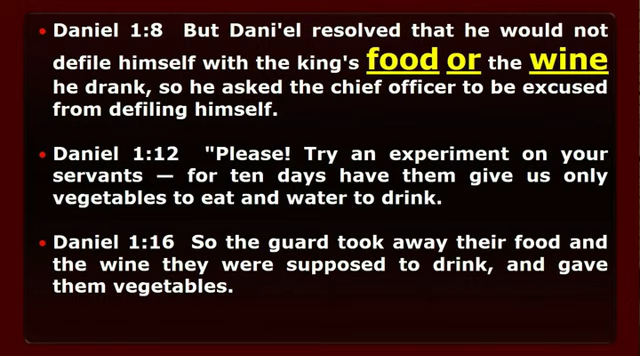 • Daniel 1:8 But Dani'el resolved that he would not
defile himself with the king's food or the wine
he drank, so he asked the chief officer to be excused
from defiling himself.
• Daniel 1:12 "Please! Try an experiment on your
servants — for ten days have them give us only
vegetables to eat and water to drink.
• Daniel 1:16 So the guard took away their food and
the wine they were supposed to drink, and gave
them vegetables.